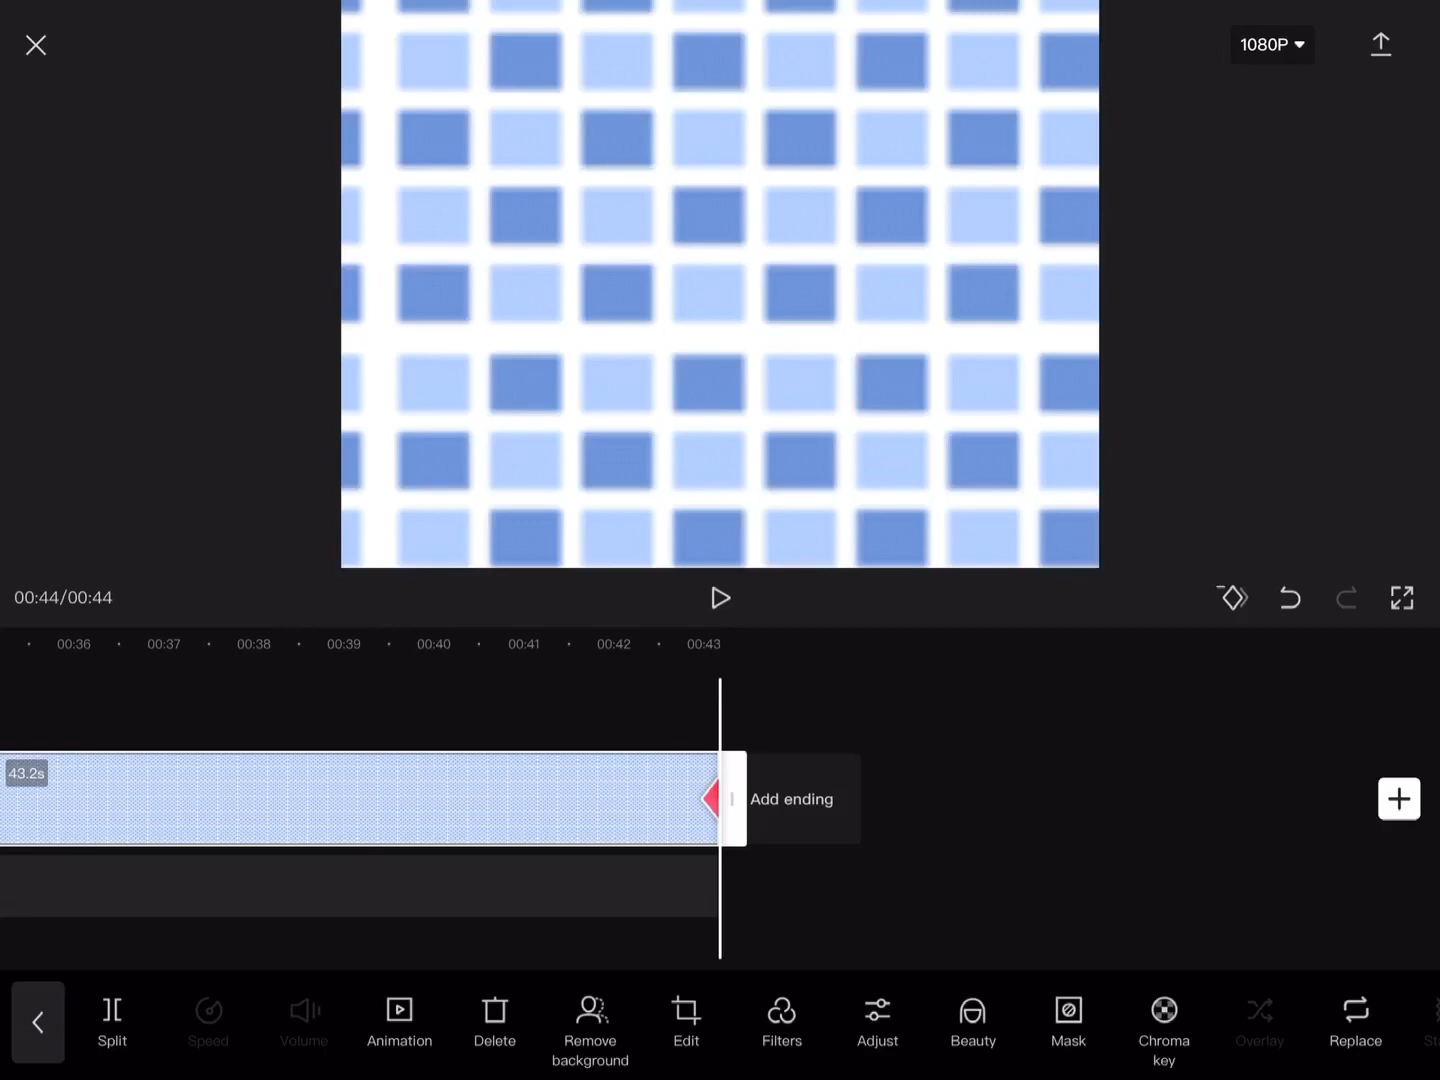 1080P
00:44/00:44
00:36 00:37 00:38 00:39 00:40 00:41 00:42 00:43
43.2s
Add ending
Split Speed Volume Animation Delete Remove background Edit Filters Adjust Beauty Mask Chroma key Overlay Replace